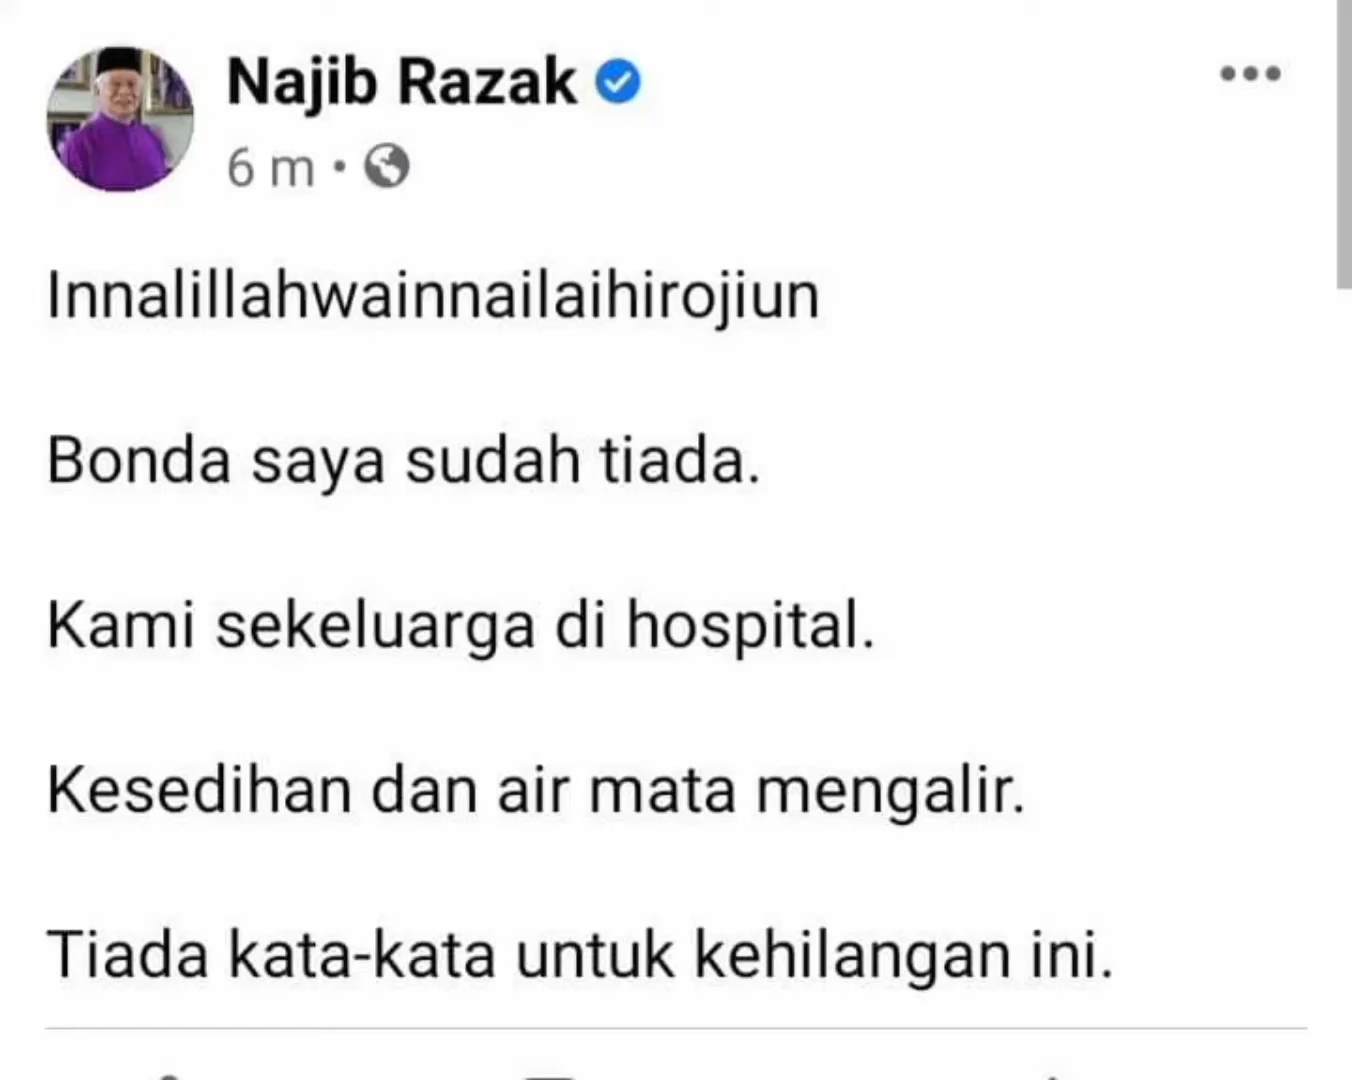 Najib Razak
6 m •
Innalillahwainnailaihirojiun
Bonda saya sudah tiada.
Kami sekeluarga di hospital.
Kesedihan dan air mata mengalir.
Tiada kata-kata untuk kehilangan ini.